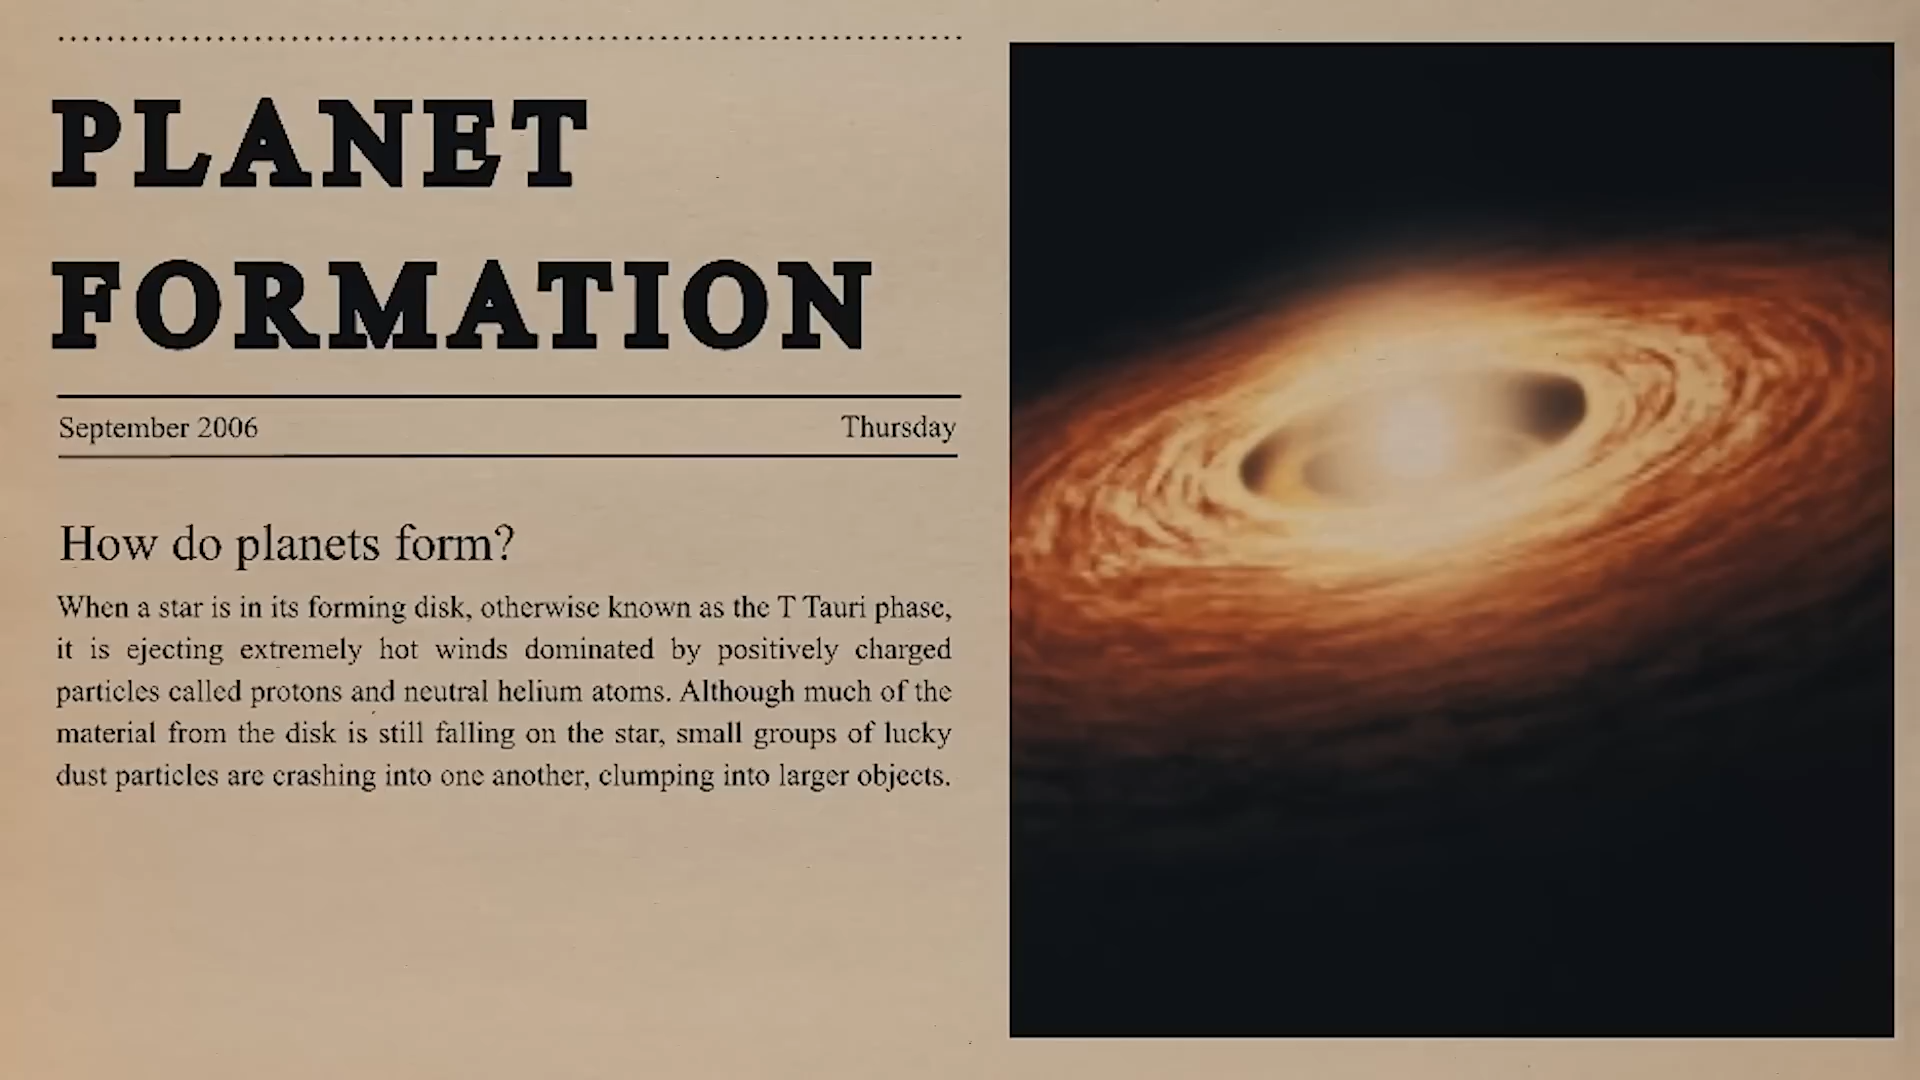 PLANET
FORMATION
September 2006 Thursday
How do planets form?
When a star is in its forming disk, otherwise known as the T Tauri phase,
it is ejecting extremely hot winds dominated by positively charged
particles called protons and neutral helium atoms. Although much of the
material from the disk is still falling on the star, small groups of lucky
dust particles are crashing into one another, clumping into larger objects.